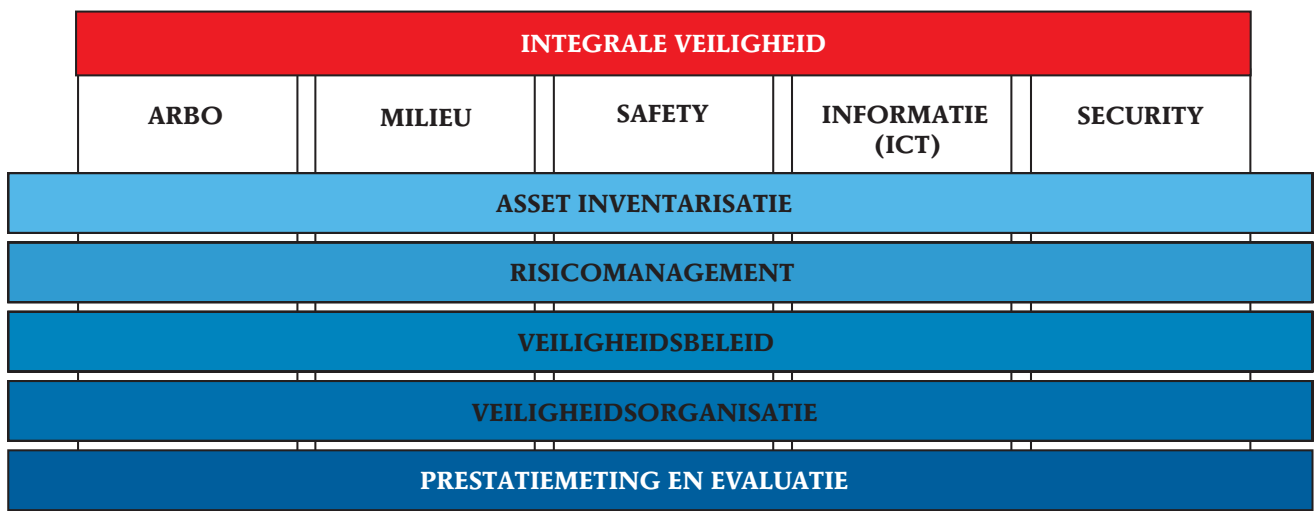 INTEGRALE VEILIGHEID
ARBO
MILIEU
SAFETY
INFORMATIE
(ICT)
SECURITY
ASSET INVENTARISATIE
RISICOMANAGEMENT
VEILIGHEIDSBELEID
VEILIGHEIDSORGANISATIE
PRESTATIEMETING EN EVALUATIE